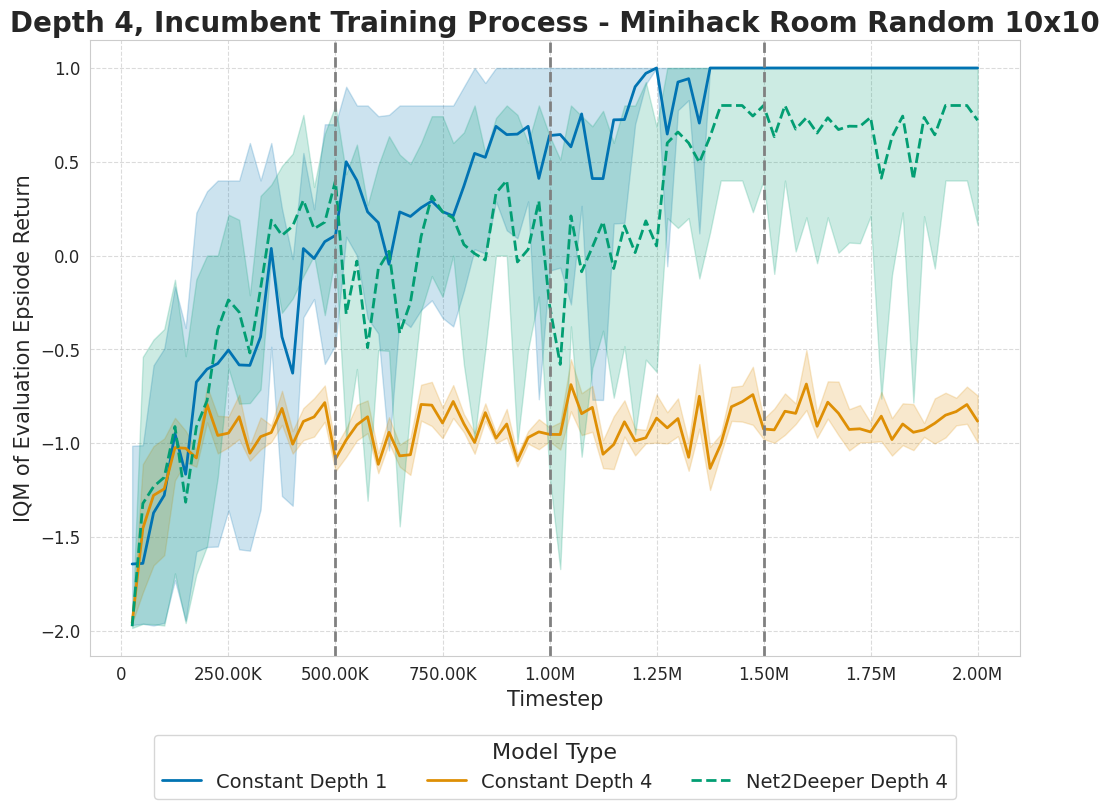 Depth 4, Incumbent Training Process - Minihack Room Random 10x10
IQM of Evaluation Epsiode Return
1.0
0.5
0.0
−0.5
−1.0
−1.5
−2.0
0
250.00K
500.00K
750.00K
1.00M
1.25M
1.50M
1.75M
2.00M
Timestep
Model Type
Constant Depth 1
Constant Depth 4
Net2Deeper Depth 4